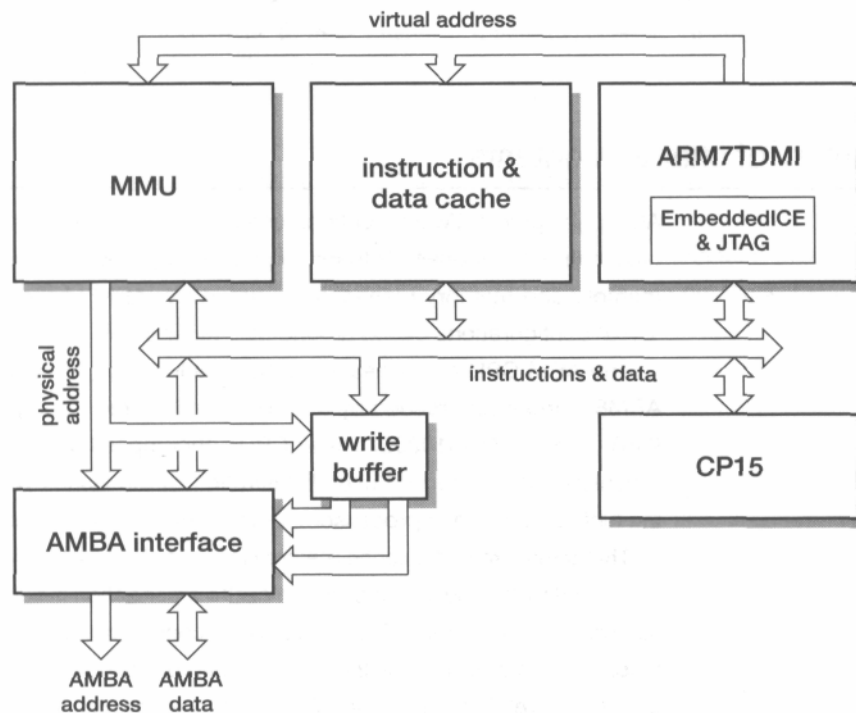 virtual address
MMU
instruction &
data cache
ARM7TDMI
EmbeddedICE
& JTAG
physical
address
instructions & data
write
buffer
CP15
AMBA interface
AMBA
address
AMBA
data